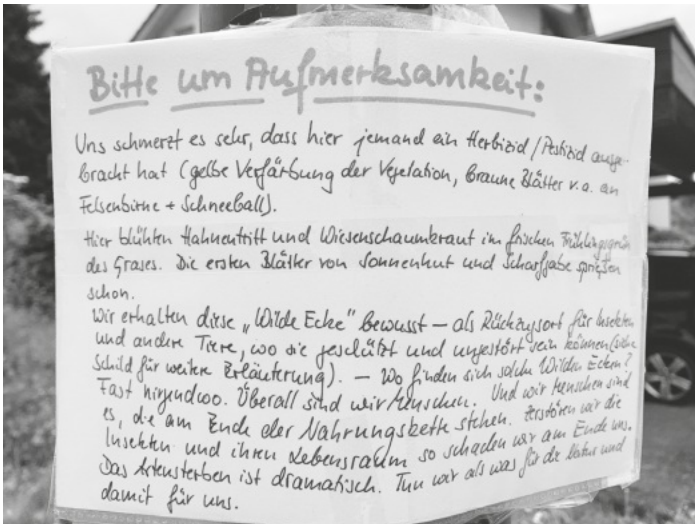 Bitte um Aufmerksamkeit:
Uns schmerzt es sehr, dass hier jemand ein Herbizid/Pestizid ausge-
bracht hat (gelbe Verfärbung der Vegetation, braune Blätter v.a. an
Felsenbirne + Schneeball).
Hier blühten Hahnentritt und Wiesenschaumkraut im frischen Frühlingsgrün
des Grases. Die ersten Blätter von Sonnenhut und Scharfgabe spriesen
schon.
Wir erhalten diese „Wilde Ecke" bewusst – als Rückzugsort für Insekten
und andere Tiere, wo sie geschützt und ungestört sein können (siehe
Schild für weitere Erläuterung). – Wo finden sich solche Wilden Ecken?
Fast nirgendwo. Überall sind wir Menschen. Und wir Menschen sind
es, die am Ende der Nahrungskette stehen. Zerstören wir die
Insekten und ihren Lebensraum so schaden wir am Ende uns.
Das Artensterben ist dramatisch. Tun wir als was für die Natur und
damit für uns.